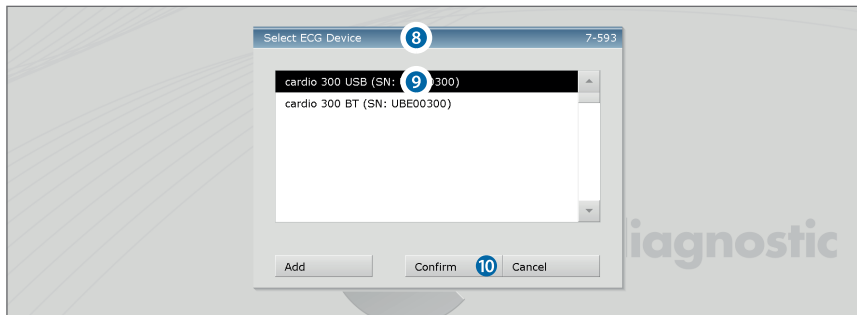 Select ECG Device 8 7-593
cardio 300 USB (SN: 9 300)
cardio 300 BT (SN: UBE00300)
iagnostic
Add Confirm 10 Cancel